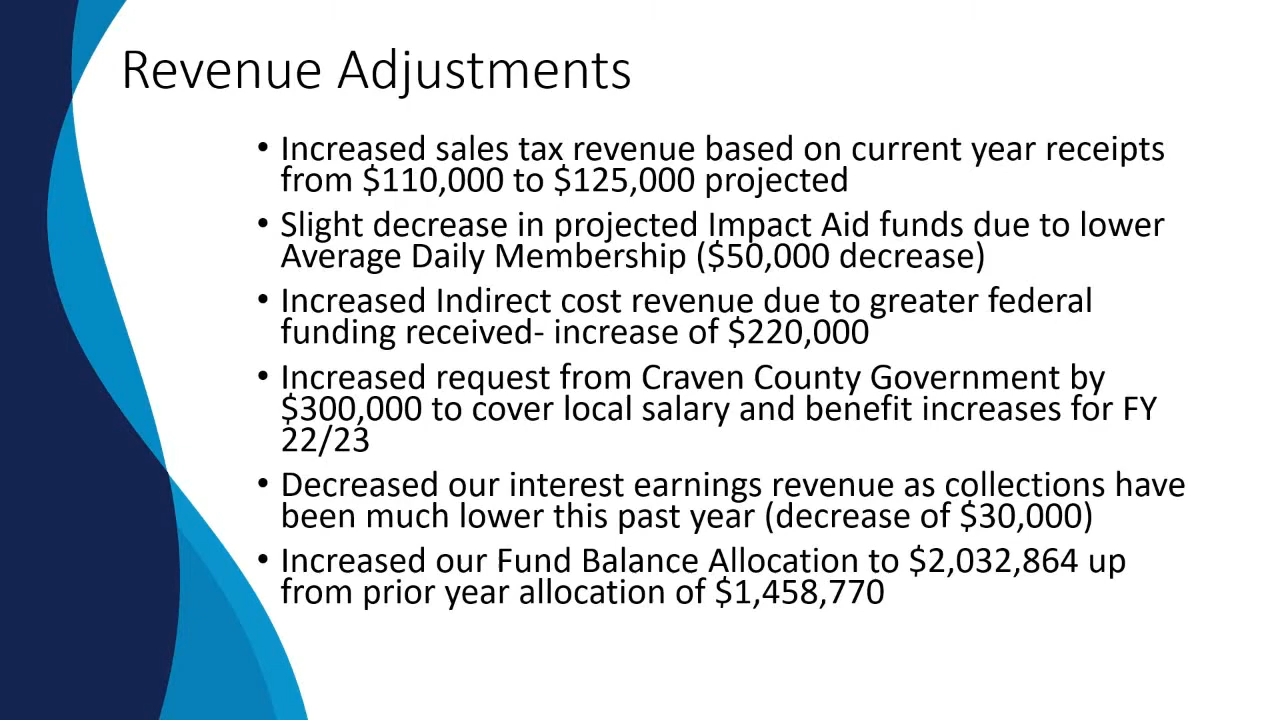 Revenue Adjustments
• Increased sales tax revenue based on current year receipts
from $110,000 to $125,000 projected
• Slight decrease in projected Impact Aid funds due to lower
Average Daily Membership ($50,000 decrease)
• Increased Indirect cost revenue due to greater federal
funding received- increase of $220,000
• Increased request from Craven County Government by
$300,000 to cover local salary and benefit increases for FY
22/23
• Decreased our interest earnings revenue as collections have
been much lower this past year (decrease of $30,000)
• Increased our Fund Balance Allocation to $2,032,864 up
from prior year allocation of $1,458,770